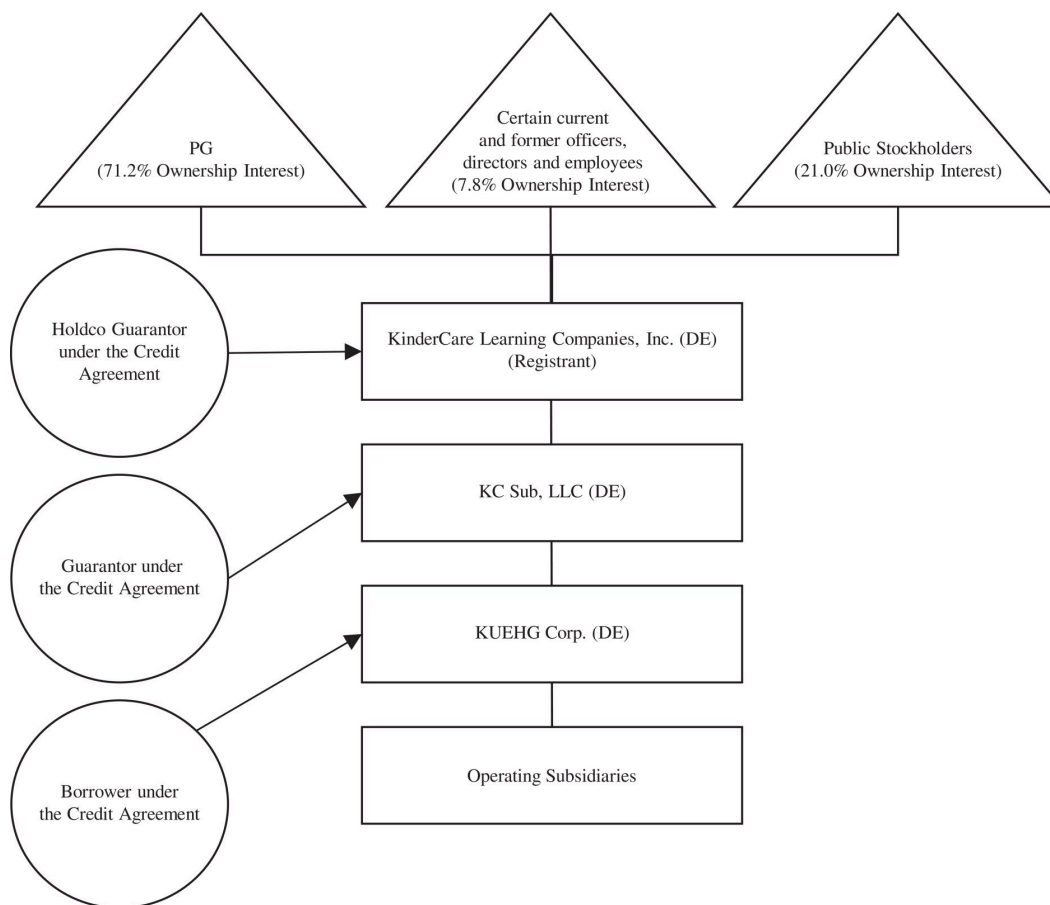 PG
(71.2% Ownership Interest)
Certain current
and former officers,
directors and employees
(7.8% Ownership Interest)
Public Stockholders
(21.0% Ownership Interest)
Holdco Guarantor
under the Credit
Agreement
KinderCare Learning Companies, Inc. (DE)
(Registrant)
Guarantor under
the Credit Agreement
KC Sub, LLC (DE)
Borrower under
the Credit Agreement
KUEHG Corp. (DE)
Operating Subsidiaries